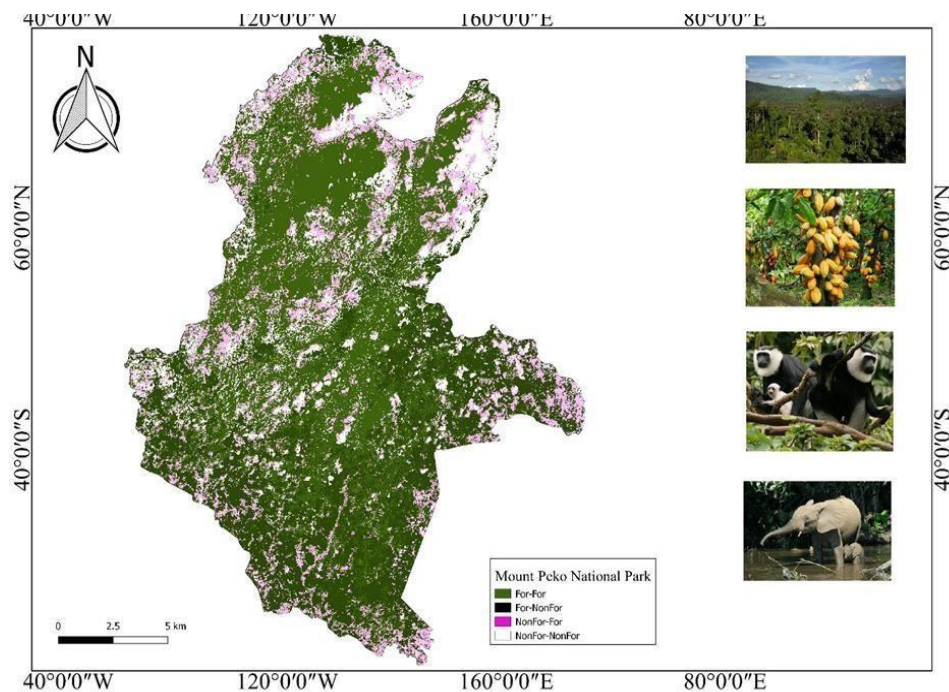 40°0'0"W 120°0'0"W 160°0'0"E 80°0'0"E
N
60°0'0"N 60°0'0"N
40°0'0"S 40°0'0"S
Mount Peko National Park
For-For
For-NonFor
NonFor-For
NonFor-NonFor
0 2.5 5 km
40°0'0"W 120°0'0"W 160°0'0"E 80°0'0"E